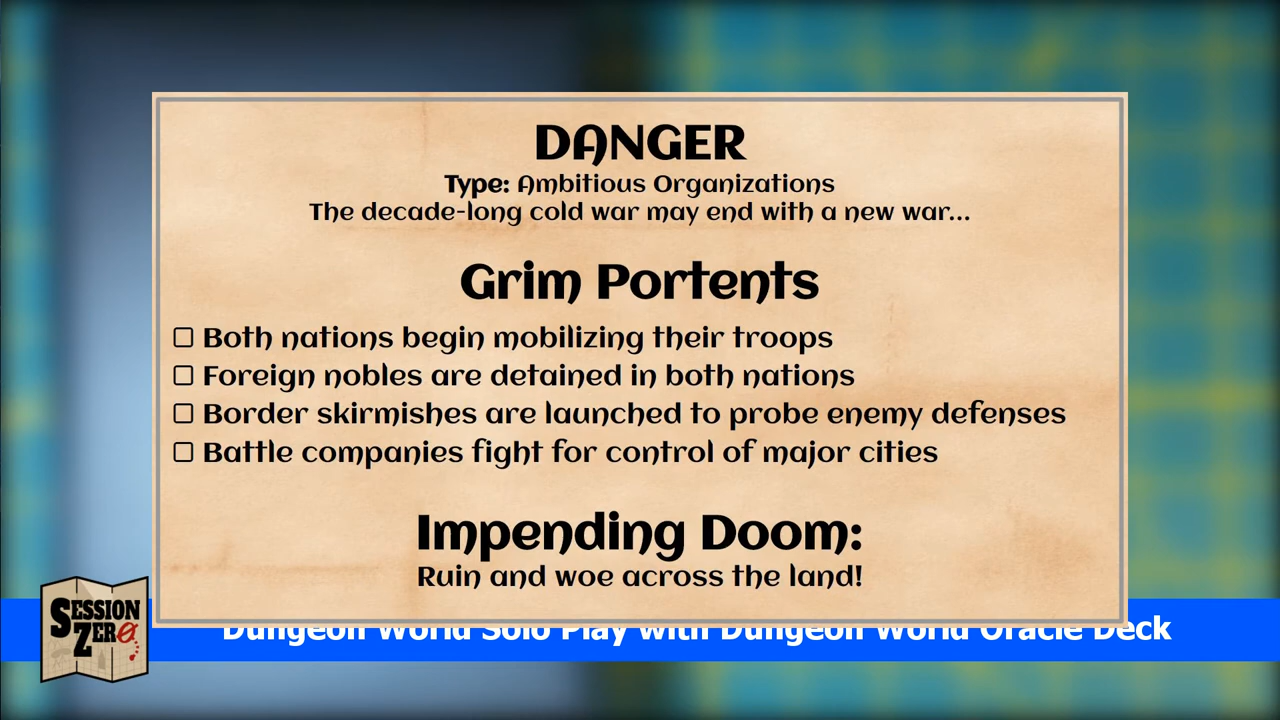 DANGER
Type: Ambitious Organizations
The decade-long cold war may end with a new war...
Grim Portents
☐ Both nations begin mobilizing their troops
☐ Foreign nobles are detained in both nations
☐ Border skirmishes are launched to probe enemy defenses
☐ Battle companies fight for control of major cities
Impending Doom:
Ruin and woe across the land!
SESSION
ZERO
Dungeon World Solo Play with Dungeon World Oracle Deck